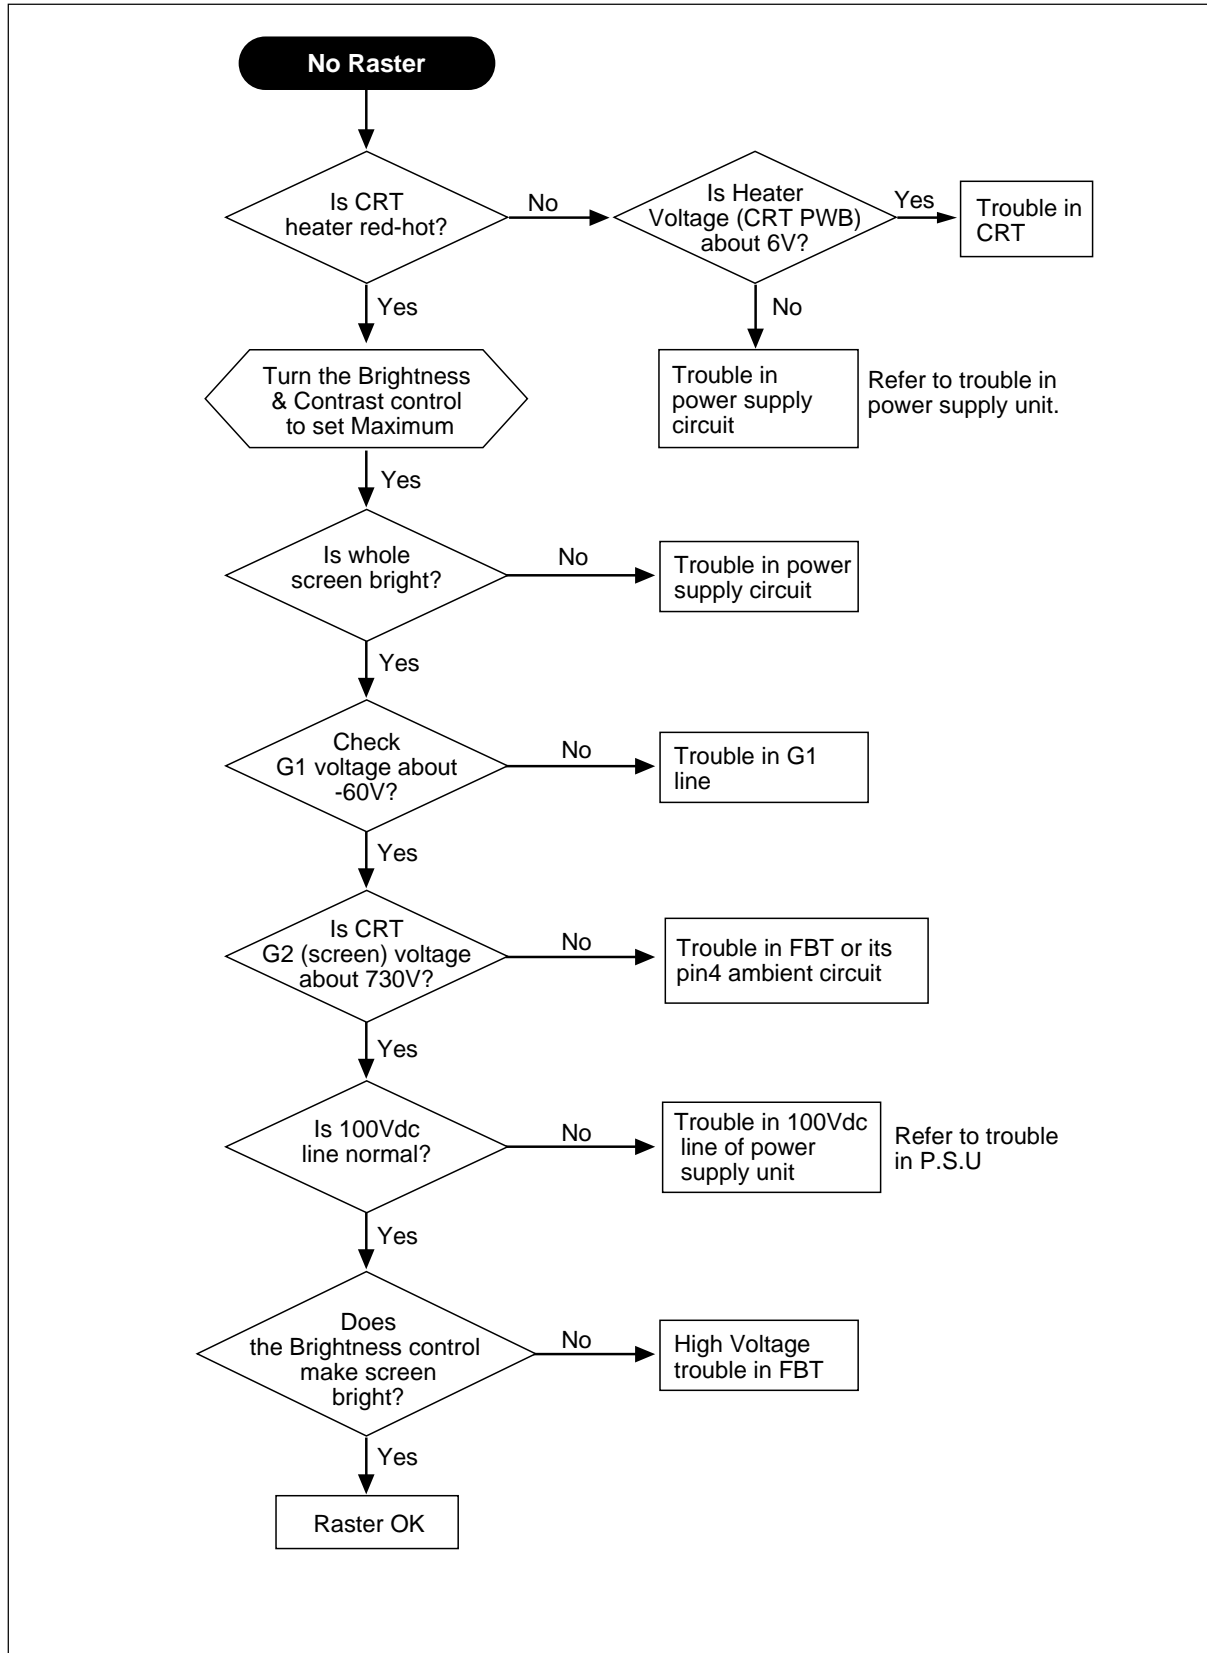 No Raster
Is CRT
heater red-hot?
No
Is Heater
Voltage (CRT PWB)
about 6V?
Yes
Trouble in
CRT
Yes
No
Turn the Brightness
& Contrast control
to set Maximum
Trouble in
power supply
circuit
Refer to trouble in
power supply unit.
Yes
Is whole
screen bright?
No
Trouble in power
supply circuit
Yes
Check
G1 voltage about
-60V?
No
Trouble in G1
line
Yes
Is CRT
G2 (screen) voltage
about 730V?
No
Trouble in FBT or its
pin4 ambient circuit
Yes
Is 100Vdc
line normal?
No
Trouble in 100Vdc
line of power
supply unit
Refer to trouble
in P.S.U
Yes
Does
the Brightness control
make screen
bright?
No
High Voltage
trouble in FBT
Yes
Raster OK